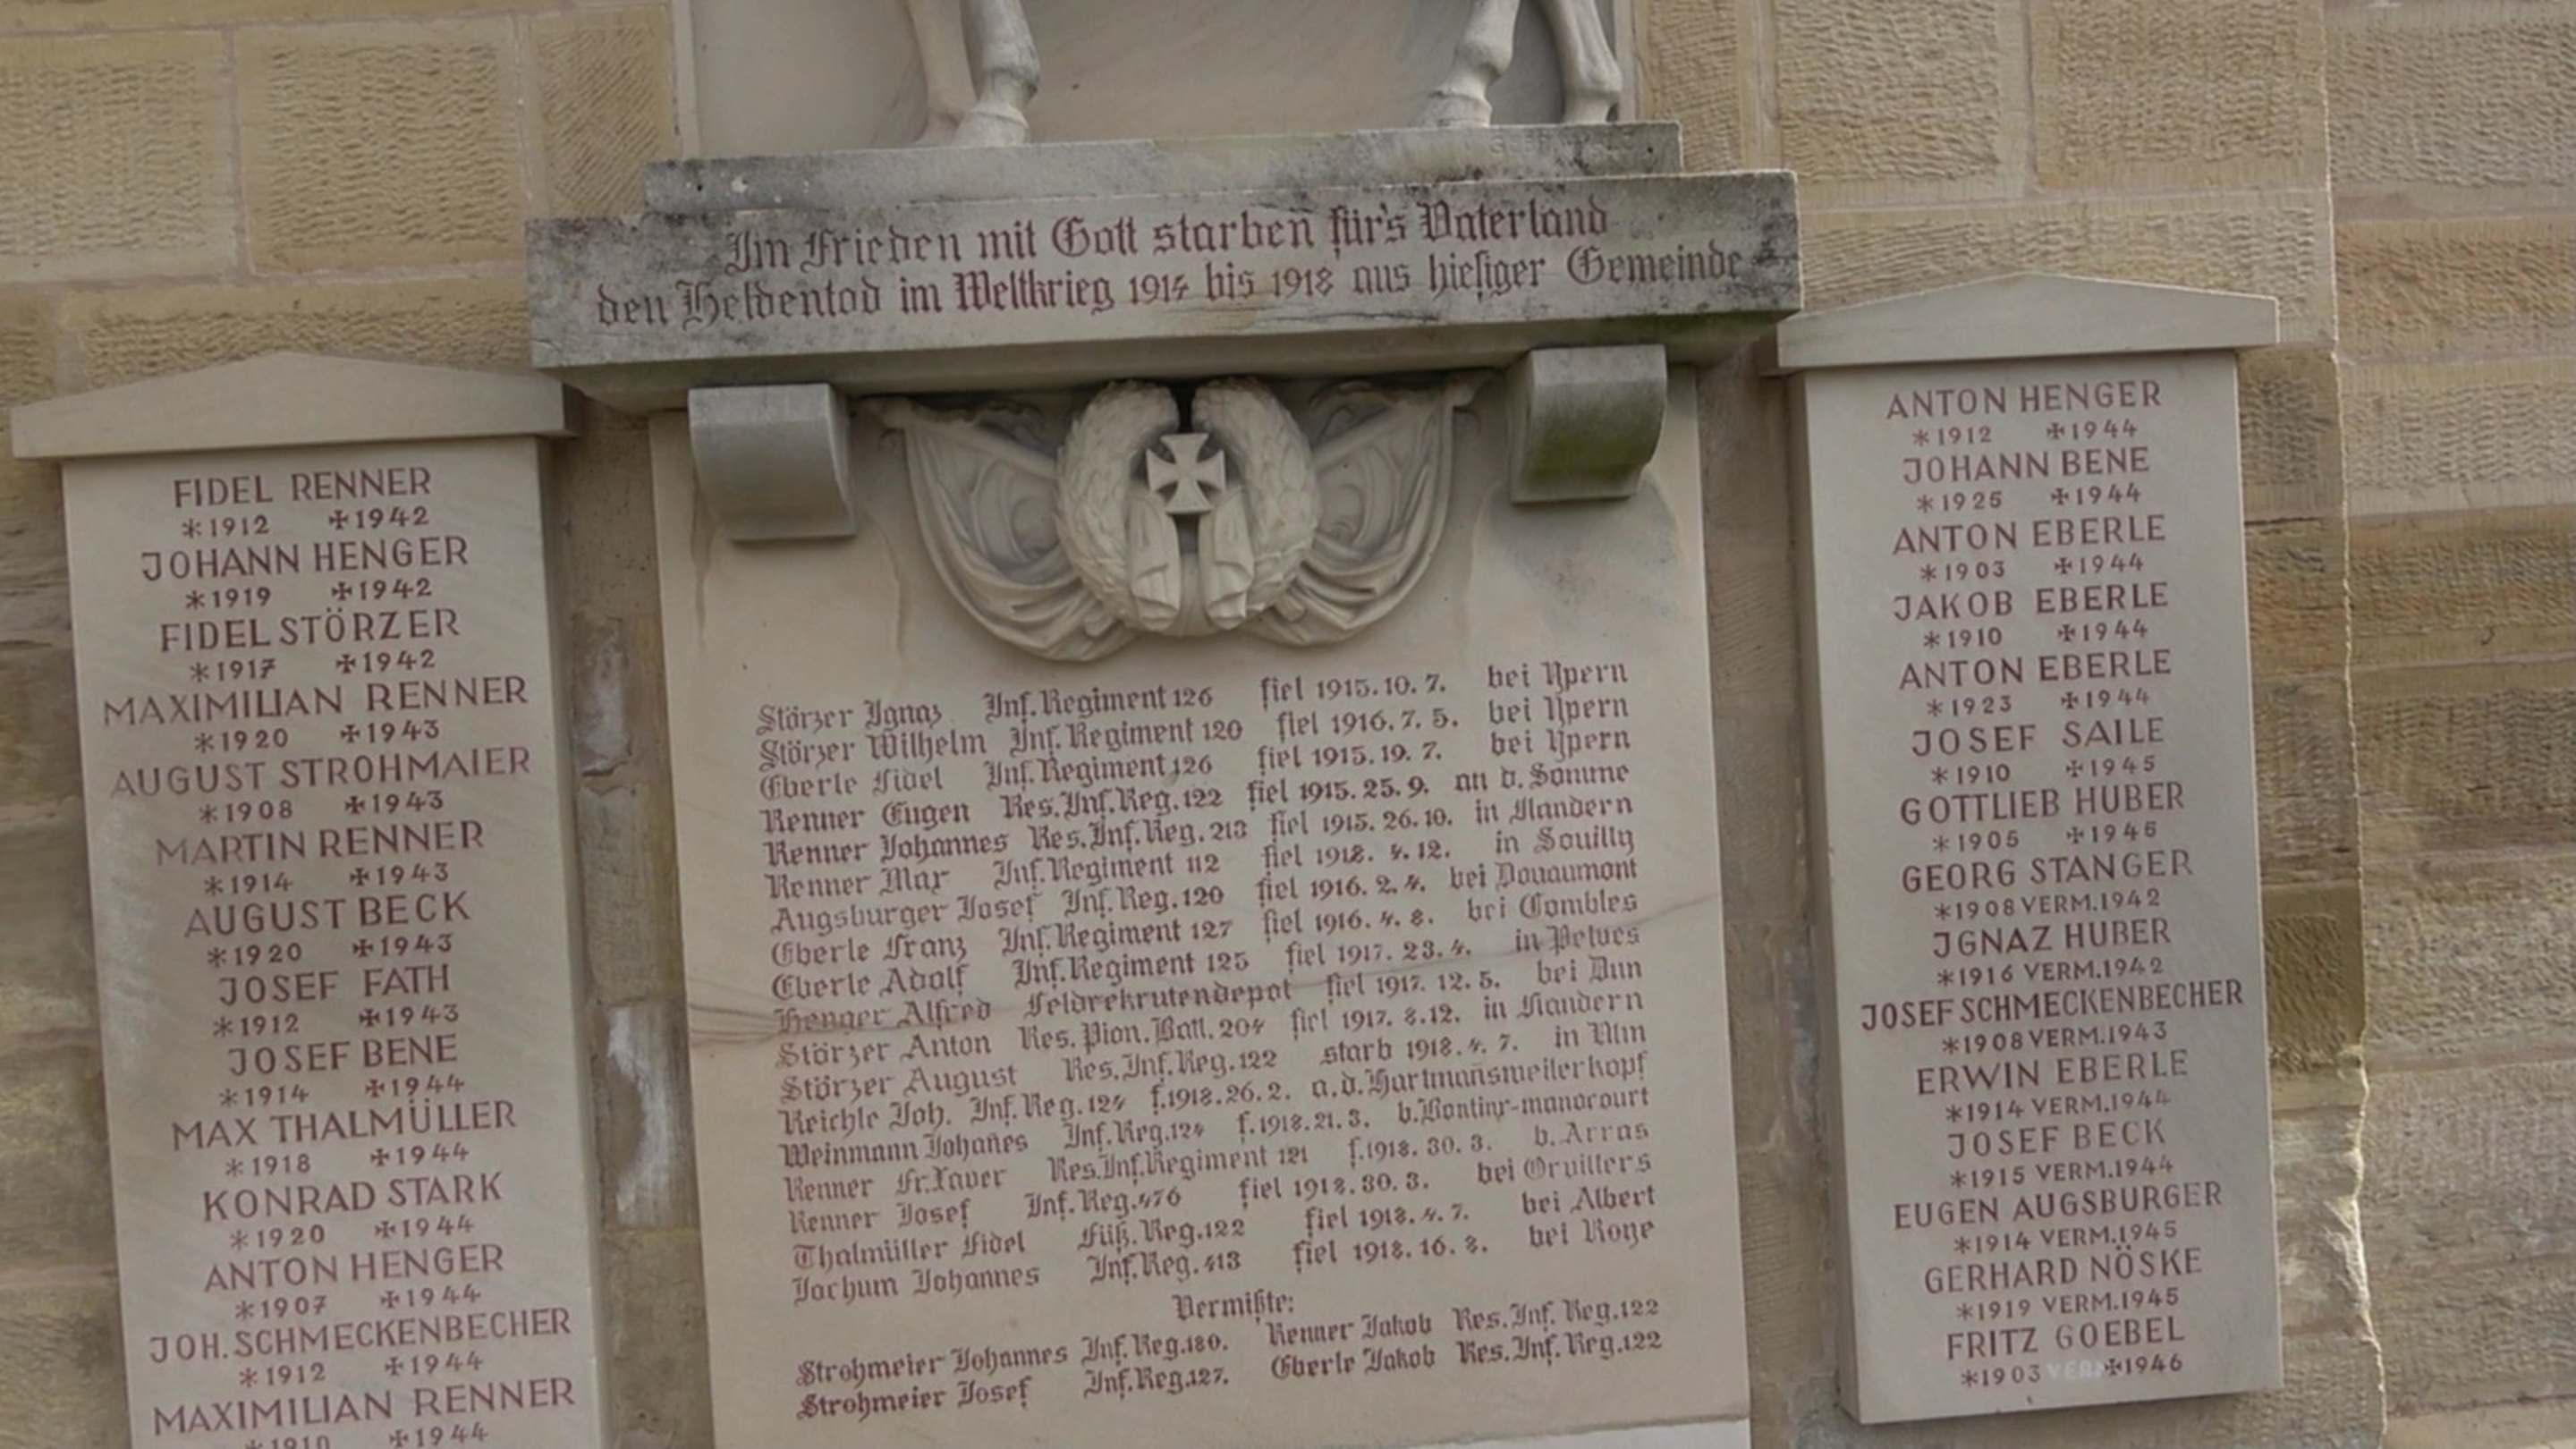 Im Frieden mit Gott starben für's Vaterland
den Heldentod im Weltkrieg 1914 bis 1918 aus hiesiger Gemeinde
FIDEL RENNER
*1912 ✠1942
JOHANN HENGER
*1919 ✠1942
FIDEL STÖRZER
*1917 ✠1942
MAXIMILIAN RENNER
*1920 ✠1943
AUGUST STROHMAIER
*1908 ✠1943
MARTIN RENNER
*1914 ✠1943
AUGUST BECK
*1920 ✠1943
JOSEF FATH
*1912 ✠1943
JOSEF BENE
*1914 ✠1944
MAX THALMÜLLER
*1918 ✠1944
KONRAD STARK
*1920 ✠1944
ANTON HENGER
*1907 ✠1944
JOH. SCHMECKENBECHER
*1912 ✠1944
MAXIMILIAN RENNER
*1910 ✠1944
Störzer Ignaz Inf. Regiment 126 fiel 1915. 10. 7. bei Ypern
Störzer Wilhelm Inf. Regiment 120 fiel 1916. 7. 5. bei Ypern
Eberle Fidel Inf. Regiment 126 fiel 1915. 19. 7. bei Ypern
Renner Eugen Res. Inf. Reg. 122 fiel 1915. 25. 9. an d. Somme
Renner Johannes Res. Inf. Reg. 213 fiel 1915. 26. 10. in Flandern
Renner Max Inf. Regiment 112 fiel 1918. 4. 12. in Souilly
Augsburger Josef Inf. Reg. 120 fiel 1916. 2. 4. bei Douaumont
Eberle Franz Inf. Regiment 127 fiel 1916. 4. 8. bei Combles
Eberle Adolf Inf. Regiment 125 fiel 1917. 23. 4. in Pelves
Henger Alfred Feldrekrutendepot fiel 1917. 12. 5. bei Dun
Störzer Anton Res. Pion. Batl. 204 fiel 1917. 8. 12. in Flandern
Störzer August Res. Inf. Reg. 122 starb 1918. 4. 7. in Ulm
Reichle Joh. Inf. Reg. 124 f. 1918. 26. 2. a. d. Hartmañsweilerkopf
Weinmann Johañes Inf. Reg. 124 f. 1918. 21. 3. b.
Renner Fr. Xaver Res. Inf. Regiment 121 f. 1918. 30. 3. b. Arras
Renner Josef Inf. Reg. 476 fiel 1918. 30. 3. bei Orvillers
Thalmüller Fidel Füß. Reg. 122 fiel 1918. 4. 7. bei Albert
Jochum Johannes Inf. Reg. 413 fiel 1918. 16. 8. bei Roye
Vermißte:
Strohmeier Johannes Inf. Reg. 180. Renner Jakob Res. Inf. Reg. 122
Strohmeier Josef Inf. Reg. 127. Eberle Jakob Res. Inf. Reg. 122
ANTON HENGER
*1912 ✠1944
JOHANN BENE
*1925 ✠1944
ANTON EBERLE
*1903 ✠1944
JAKOB EBERLE
*1910 ✠1944
ANTON EBERLE
*1923 ✠1944
JOSEF SAILE
*1910 ✠1945
GOTTLIEB HUBER
*1905 ✠1945
GEORG STANGER
*1908 VERM. 1942
JGNAZ HUBER
*1916 VERM. 1942
JOSEF SCHMECKENBECHER
*1908 VERM. 1943
ERWIN EBERLE
*1914 VERM. 1944
JOSEF BECK
*1915 VERM. 1944
EUGEN AUGSBURGER
*1914 VERM. 1945
GERHARD NÖSKE
*1919 VERM. 1945
FRITZ GOEBEL
*1903 ✠1946